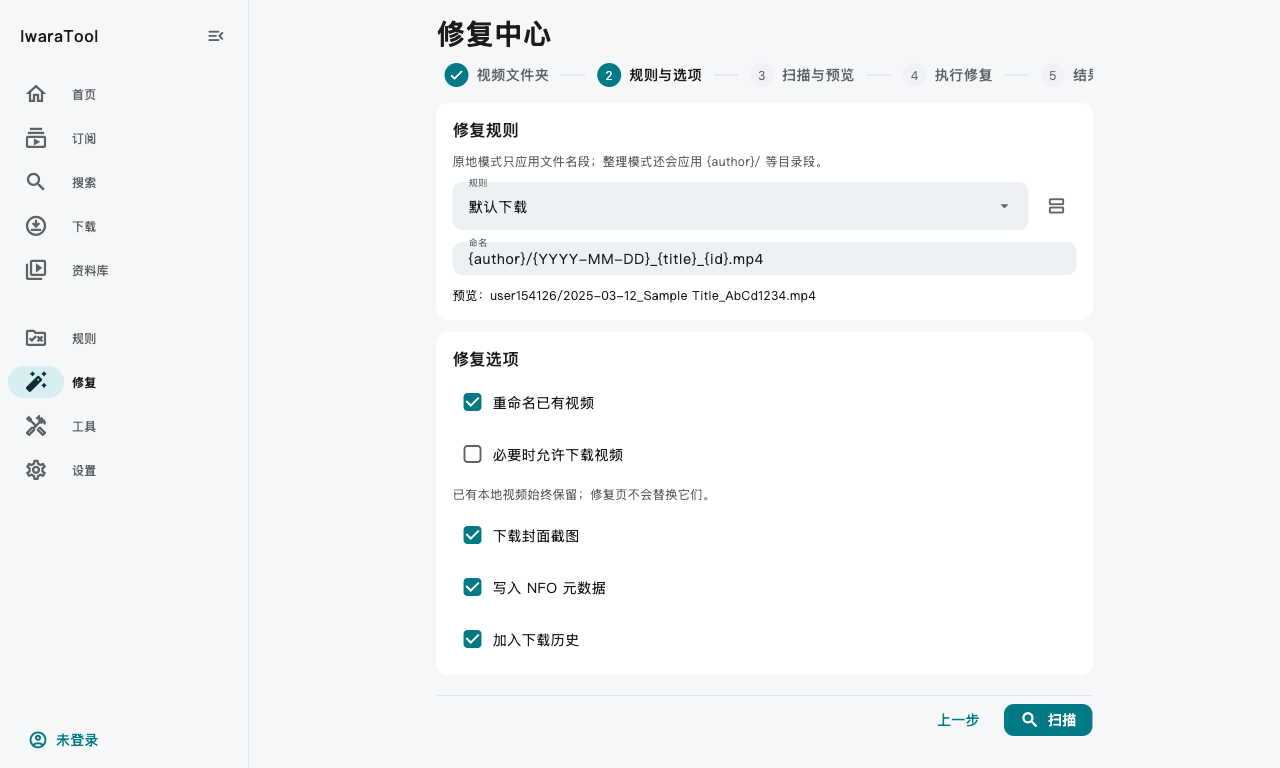 IwaraTool
首页
订阅
搜索
下载
资料库
规则
修复
工具
设置
未登录
修复中心
视频文件夹
2 规则与选项
3 扫描与预览
4 执行修复
5 结
修复规则
原地模式只应用文件名段；整理模式还会应用 {author}/ 等目录段。
规则
默认下载
命名
{author}/{YYYY-MM-DD}_{title}_{id}.mp4
预览：user154126/2025-03-12_Sample Title_AbCd1234.mp4
修复选项
重命名已有视频
必要时允许下载视频
已有本地视频始终保留；修复页不会替换它们。
下载封面截图
写入 NFO 元数据
加入下载历史
上一步
扫描